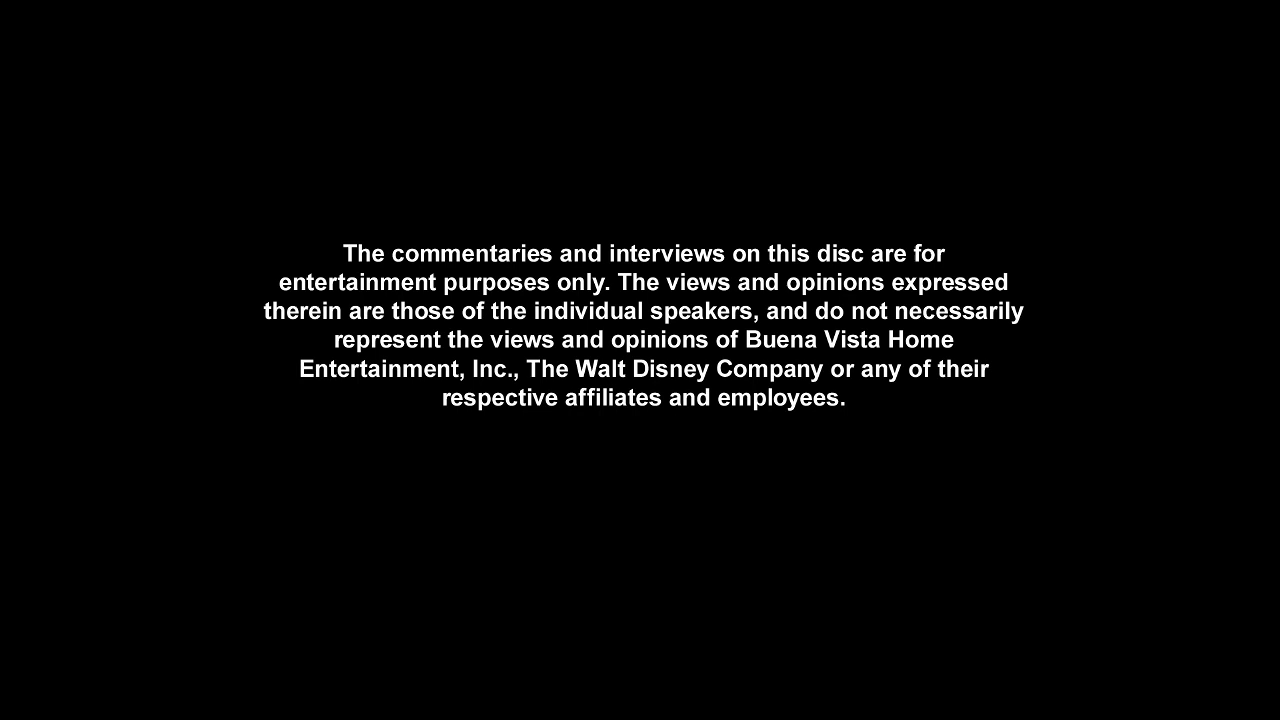 The commentaries and interviews on this disc are for
entertainment purposes only. The views and opinions expressed
therein are those of the individual speakers, and do not necessarily
represent the views and opinions of Buena Vista Home
Entertainment, Inc., The Walt Disney Company or any of their
respective affiliates and employees.